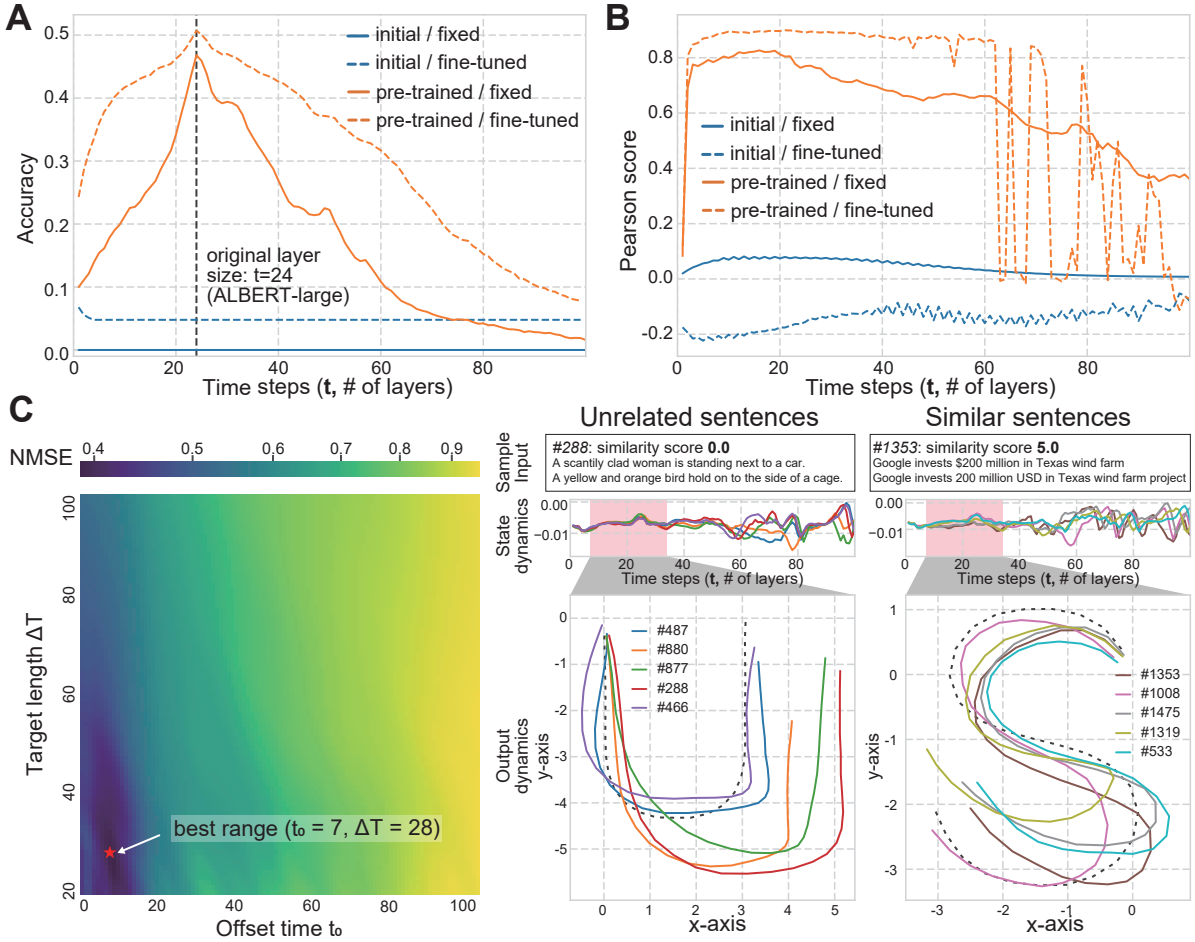 A
0.5
0.4
0.3
0.2
0.1
0.0
Accuracy
initial / fixed
initial / fine-tuned
pre-trained / fixed
pre-trained / fine-tuned
original layer
size: t=24
(ALBERT-large)
0 20 40 60 80
Time steps (t, # of layers)
B
0.8
0.6
0.4
0.2
0.0
-0.2
Pearson score
initial / fixed
initial / fine-tuned
pre-trained / fixed
pre-trained / fine-tuned
0 20 40 60 80
Time steps (t, # of layers)
C
NMSE
0.4 0.5 0.6 0.7 0.8 0.9
100
80
60
40
20
Target length ΔT
best range (t₀ = 7, ΔT = 28)
0 20 40 60 80 100
Offset time t₀
Unrelated sentences
Sample
Input
#288: similarity score 0.0
A scantily clad woman is standing next to a car.
A yellow and orange bird hold on to the side of a cage.
State
dynamics
0.00
−0.01
0 20 40 60 80
Time steps (t, # of layers)
Output
dynamics
y-axis
0
-1
-2
-3
-4
-5
#487
#880
#877
#288
#466
0 1 2 3 4 5
x-axis
Similar sentences
#1353: similarity score 5.0
Google invests $200 million in Texas wind farm
Google invests 200 million USD in Texas wind farm project
0.00
−0.01
0 20 40 60 80
Time steps (t, # of layers)
y-axis
1
0
-1
-2
-3
#1353
#1008
#1475
#1319
#533
-3 -2 -1 0
x-axis